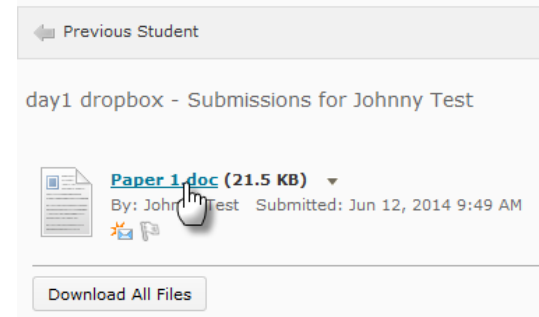 Previous Student
day1 dropbox - Submissions for Johnny Test
Paper 1.doc (21.5 KB)
By: John Test Submitted: Jun 12, 2014 9:49 AM
Download All Files